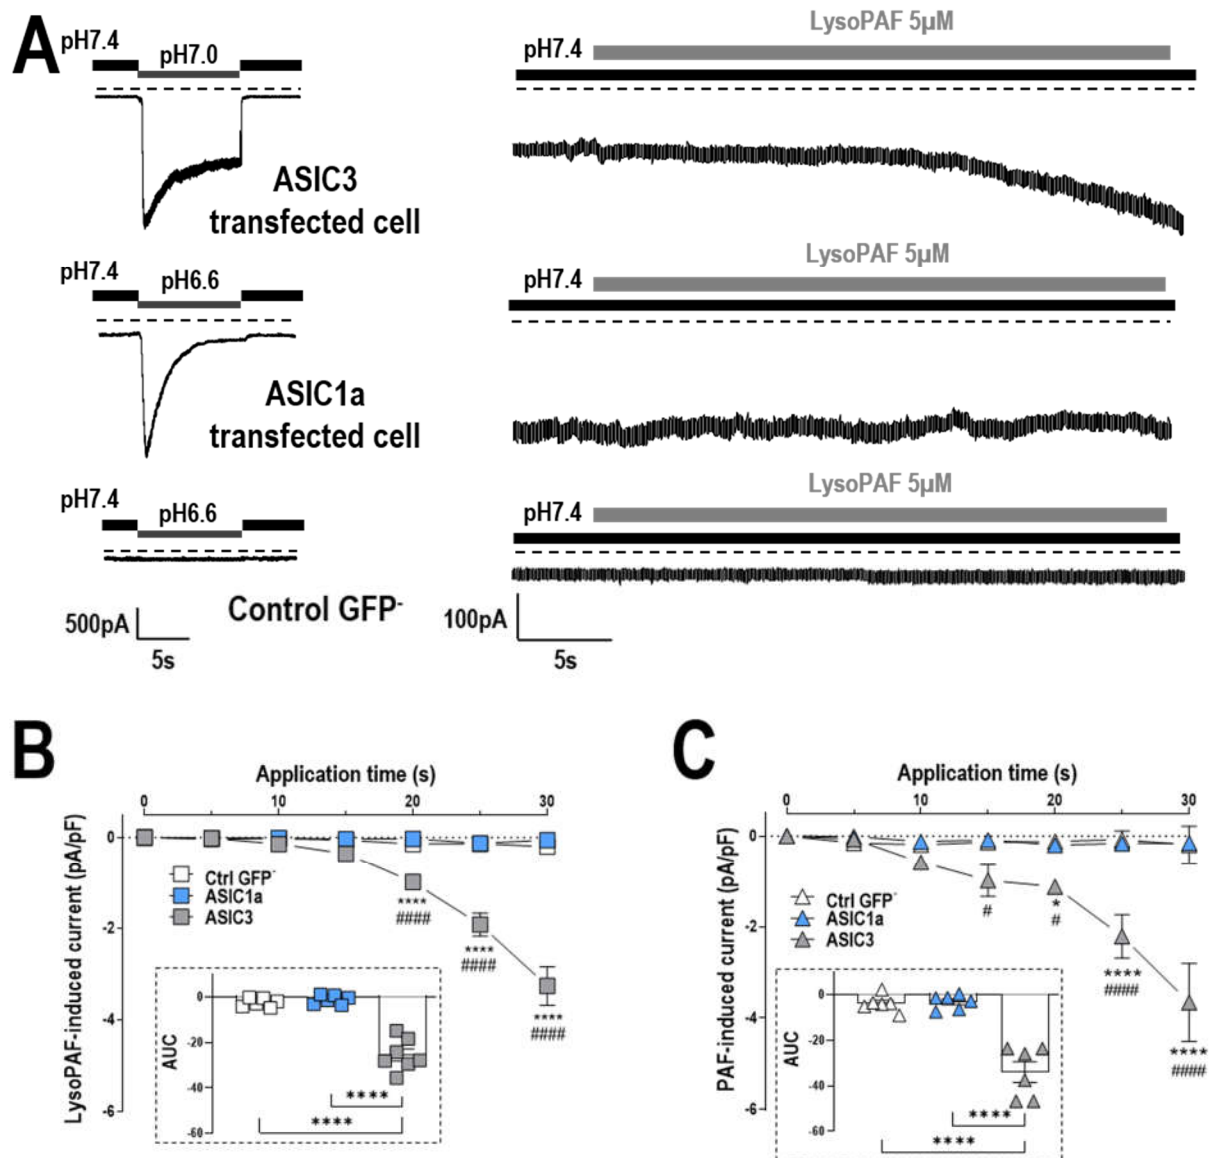 A
pH7.4
pH7.0
LysoPAF 5µM
pH7.4
ASIC3
transfected cell
pH7.4
pH6.6
LysoPAF 5µM
pH7.4
ASIC1a
transfected cell
pH7.4
pH6.6
LysoPAF 5µM
pH7.4
Control GFP-
500pA
5s
100pA
5s
B
Application time (s)
0 10 20 30
LysoPAF-induced current (pA/pF)
0
-2
-4
-6
Ctrl GFP-
ASIC1a
ASIC3
****
####
****
####
****
####
AUC
0
-20
-40
-60
****
****
C
Application time (s)
0 10 20 30
PAF-induced current (pA/pF)
0
-2
-4
-6
Ctrl GFP-
ASIC1a
ASIC3
#
*
#
****
####
****
####
AUC
0
-20
-40
-60
****
****